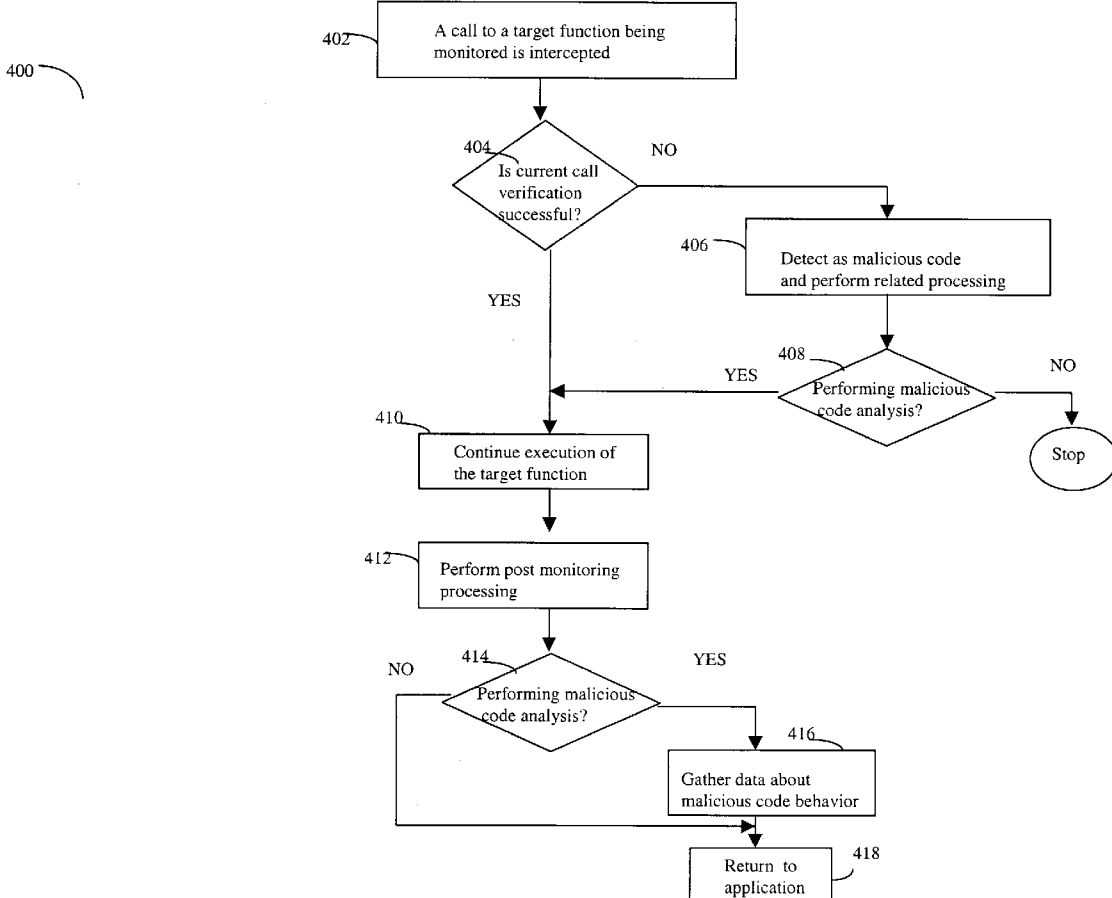 400
402
A call to a target function being
monitored is intercepted
404
Is current call
verification
successful?
NO
YES
406
Detect as malicious code
and perform related processing
408
Performing malicious
code analysis?
YES
NO
Stop
410
Continue execution of
the target function
412
Perform post monitoring
processing
414
Performing malicious
code analysis?
NO
YES
416
Gather data about
malicious code behavior
418
Return to
application